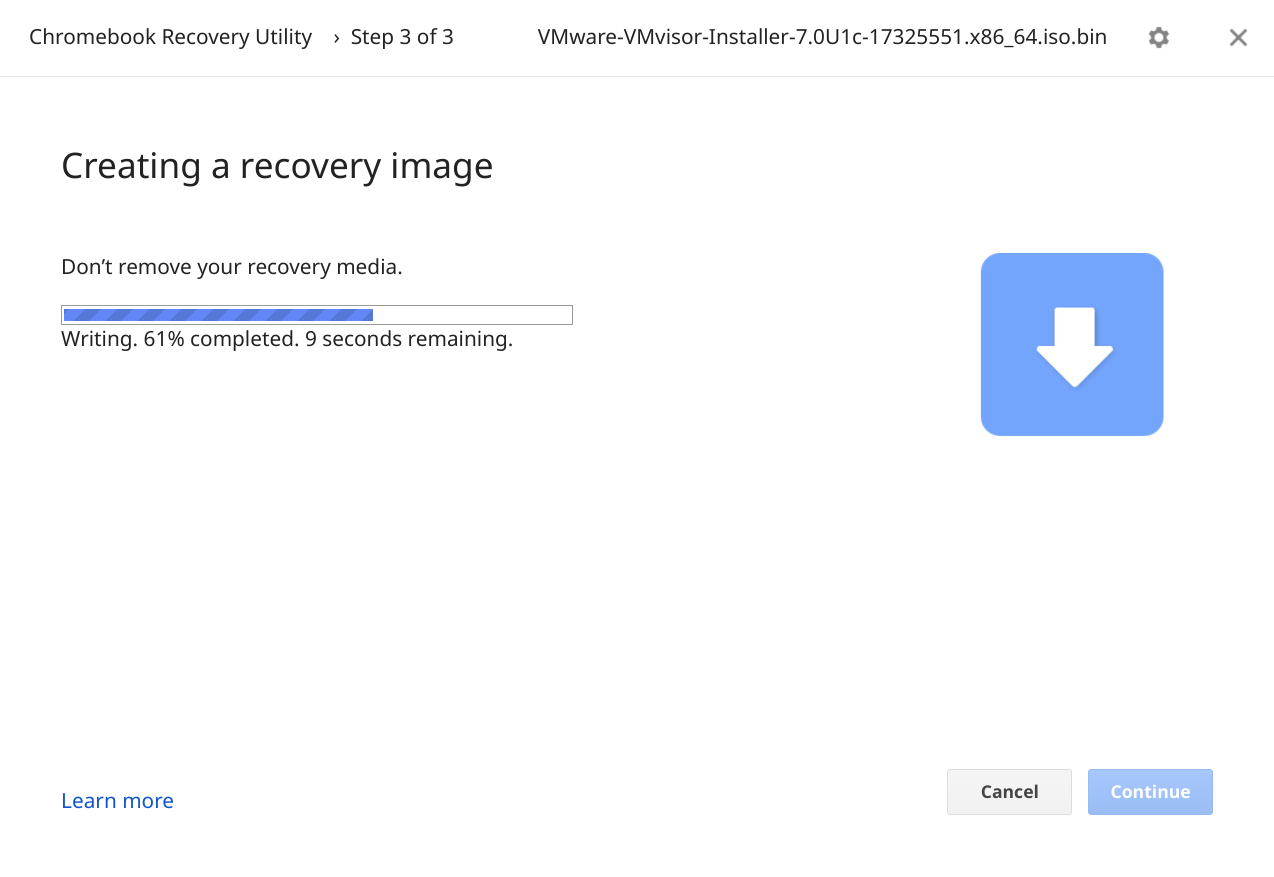 Chromebook Recovery Utility › Step 3 of 3 VMware-VMvisor-Installer-7.0U1c-17325551.x86_64.iso.bin
Creating a recovery image
Don’t remove your recovery media.
Writing. 61% completed. 9 seconds remaining.
Learn more
Cancel
Continue